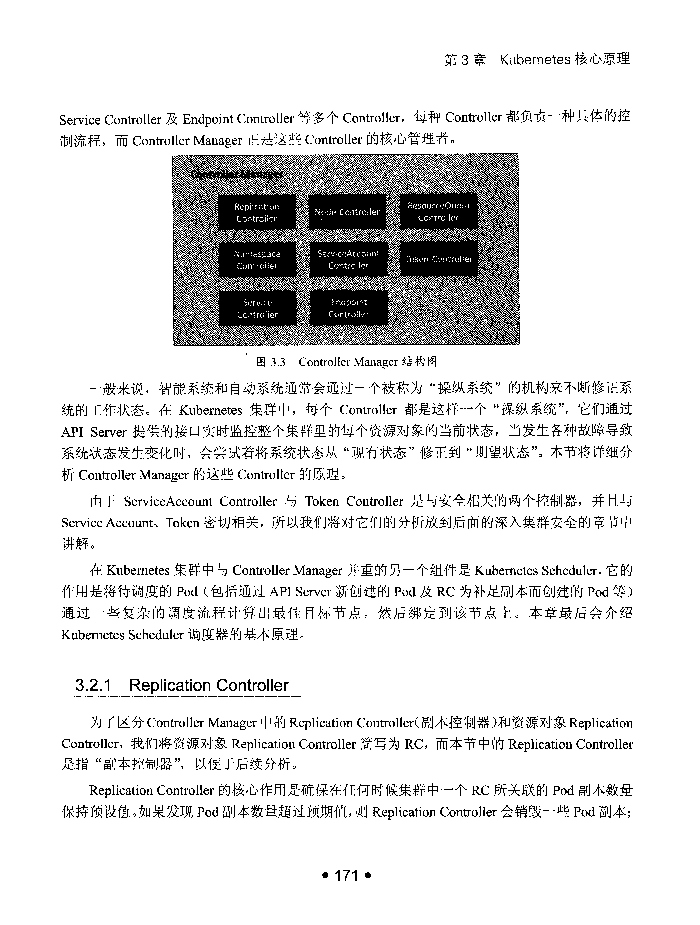 第 3 章 Kubernetes 核心原理
Service Controller 及 Endpoint Controller 等多个 Controller，每种 Controller 都负责一种具体的控
制流程，而 Controller Manager 正是这些 Controller 的核心管理者。
Controller Manager
Replication
Controller
Node Controller
ResourceQuota
Controller
Namespace
Controller
ServiceAccount
Controller
Token Controller
Service
Controller
Endpoint
Controller
图 3.3 Controller Manager 结构图
一般来说，智能系统和自动系统通常会通过一个被称为“操纵系统”的机构来不断修正系
统的工作状态。在 Kubernetes 集群中，每个 Controller 都是这样一个“操纵系统”，它们通过
API Server 提供的接口实时监控整个集群里的每个资源对象的当前状态，当发生各种故障导致
系统状态发生变化时，会尝试着将系统状态从“现有状态”修正到“期望状态”。本节将详细分
析 Controller Manager 的这些 Controller 的原理。
由于 ServiceAccount Controller 与 Token Controller 是与安全相关的两个控制器，并且与
Service Account、Token 密切相关，所以我们将对它们的分析放到后面的深入集群安全的章节中
讲解。
在 Kubernetes 集群中与 Controller Manager 并重的另一个组件是 Kubernetes Scheduler，它的
作用是将待调度的 Pod（包括通过 API Server 新创建的 Pod 及 RC 为补足副本而创建的 Pod 等）
通过一些复杂的调度流程计算出最佳目标节点，然后绑定到该节点上。本章最后会介绍
Kubernetes Scheduler 调度器的基本原理。
3.2.1 Replication Controller
为了区分 Controller Manager 中的 Replication Controller（副本控制器）和资源对象 Replication
Controller，我们将资源对象 Replication Controller 简写为 RC，而本节中的 Replication Controller
是指“副本控制器”，以便于后续分析。
Replication Controller 的核心作用是确保在任何时候集群中一个 RC 所关联的 Pod 副本数量
保持预设值。如果发现 Pod 副本数量超过预期值，则 Replication Controller 会销毁一些 Pod 副本；
• 171 •